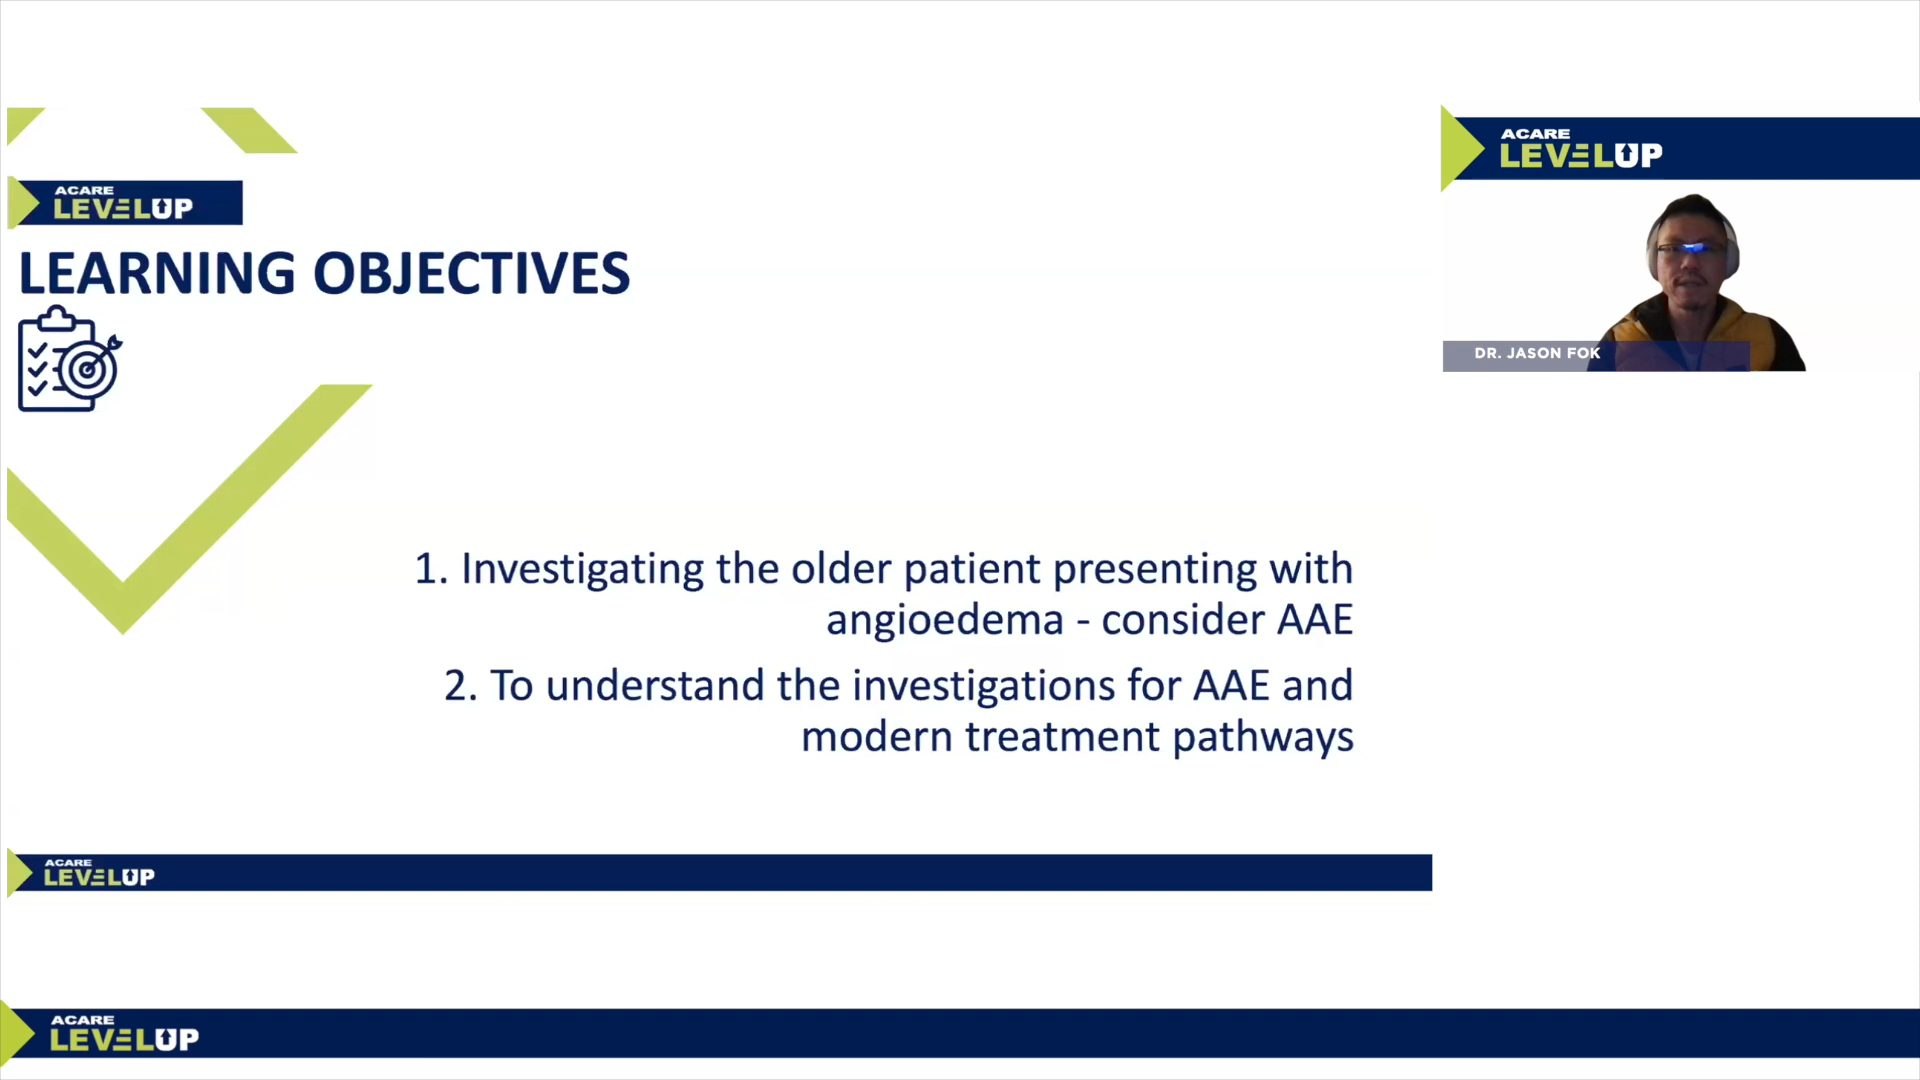 ACARE
LEVELUP
LEARNING OBJECTIVES
1. Investigating the older patient presenting with
angioedema - consider AAE
2. To understand the investigations for AAE and
modern treatment pathways
ACARE
LEVELUP
ACARE
LEVELUP
DR. JASON FOK
ACARE
LEVELUP